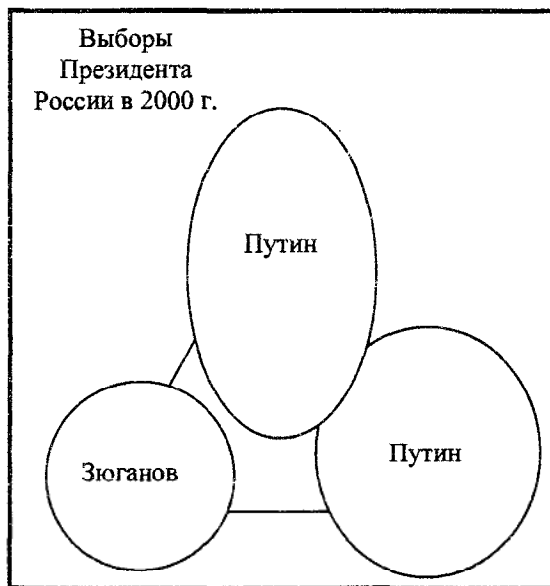 Выборы
Президента
России в 2000 г.
Путин
Зюганов
Путин